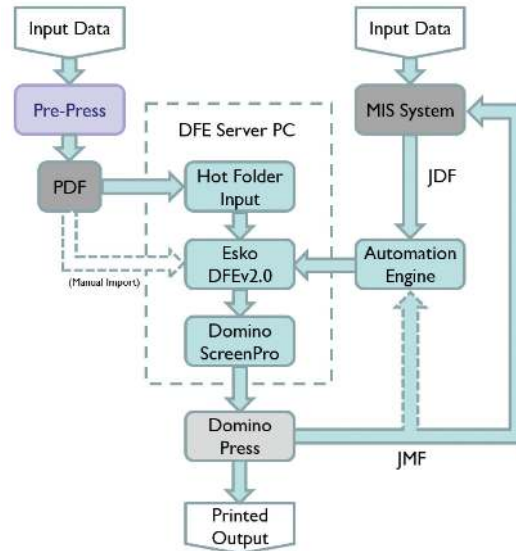 Input Data
Input Data
Pre-Press
MIS System
DFE Server PC
PDF
Hot Folder
Input
JDF
Esko
DFEv2.0
Automation
Engine
(Manual Import)
Domino
ScreenPro
Domino
Press
JMF
Printed
Output